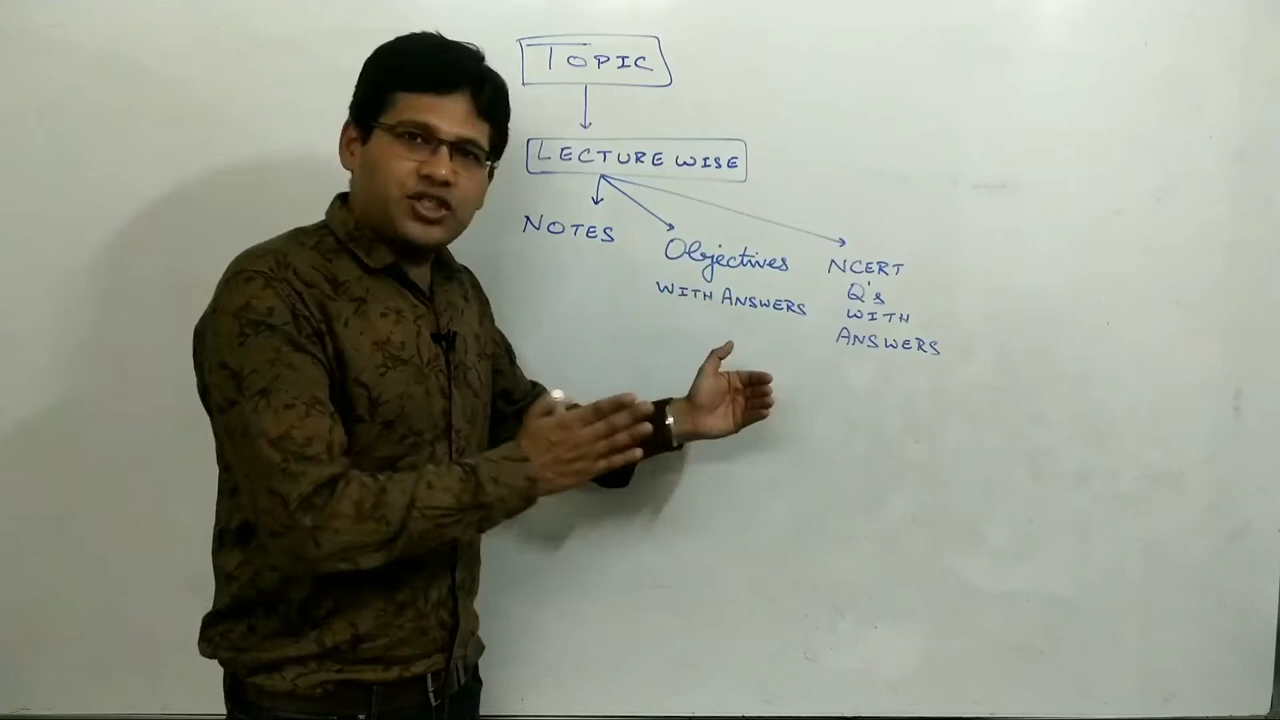 TOPIC
LECTURE WISE
NOTES
Objectives
WITH ANSWERS
NCERT
Q's
WITH
ANSWERS